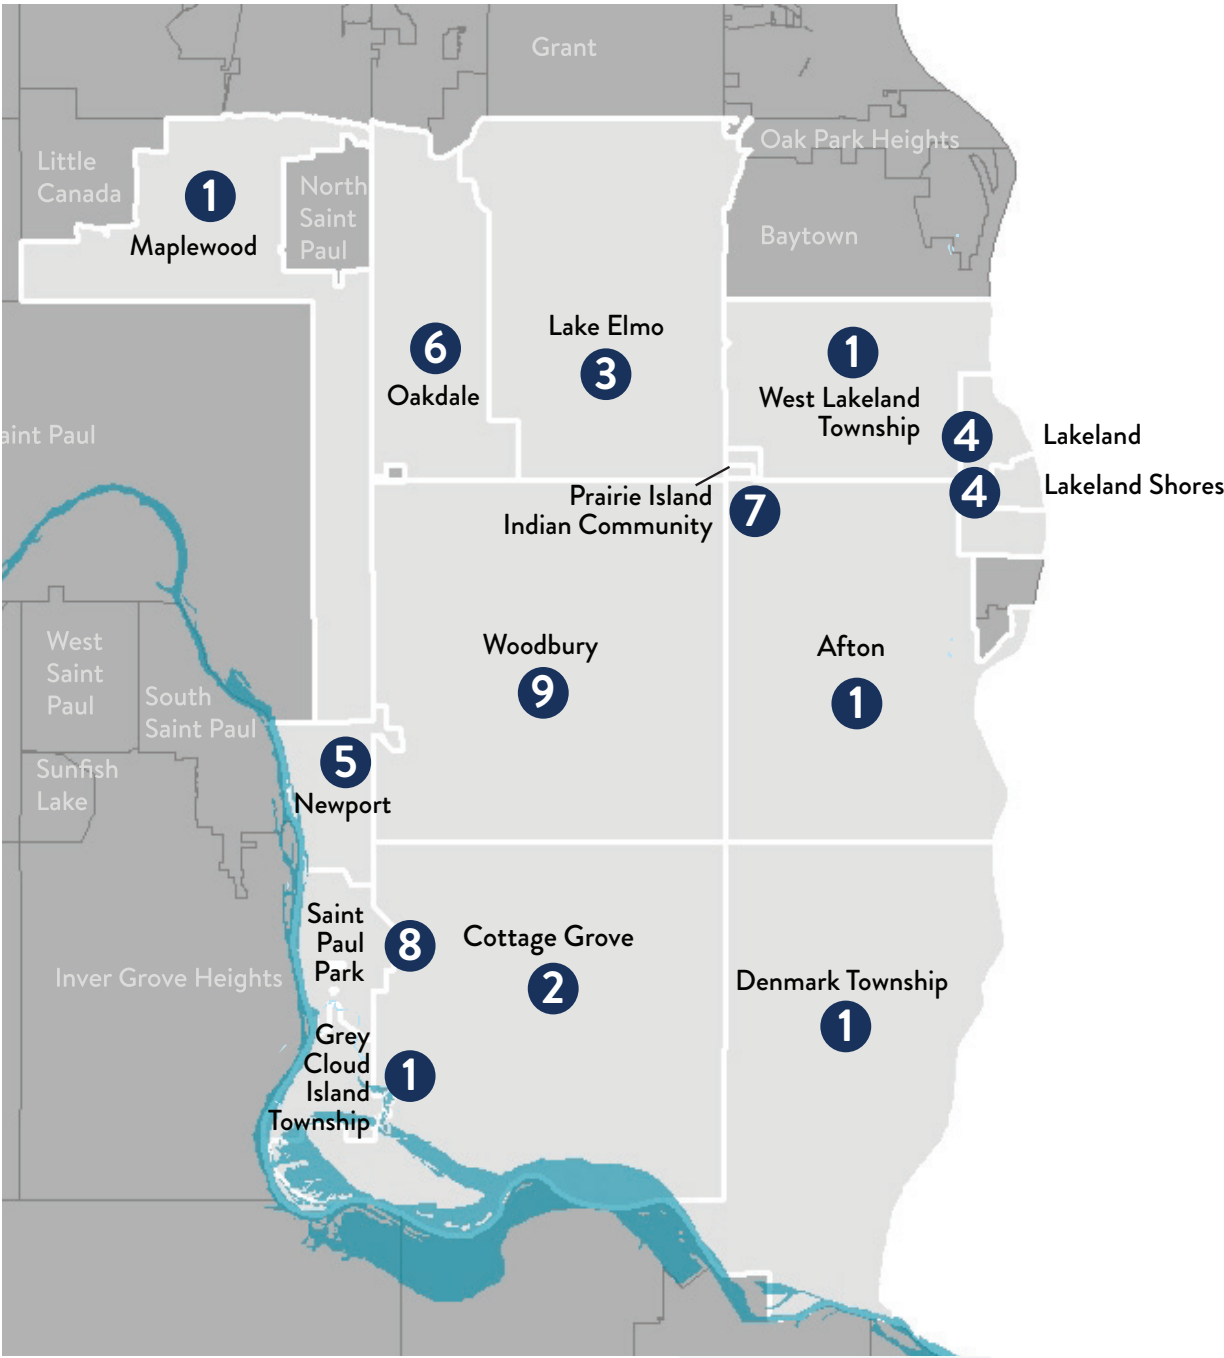 Grant
Oak Park Heights
Little
Canada
North
Saint
Paul
1
Maplewood
Baytown
Lake Elmo
3
6
Oakdale
1
West Lakeland
Township
aint Paul
4
Lakeland
4
Lakeland Shores
Prairie Island
Indian Community
7
West
Saint
Paul
South
Saint Paul
Woodbury
9
Afton
1
Sunfish
Lake
5
Newport
Saint
Paul
Park
8
Cottage Grove
2
Inver Grove Heights
Denmark Township
1
Grey
Cloud
Island
Township
1